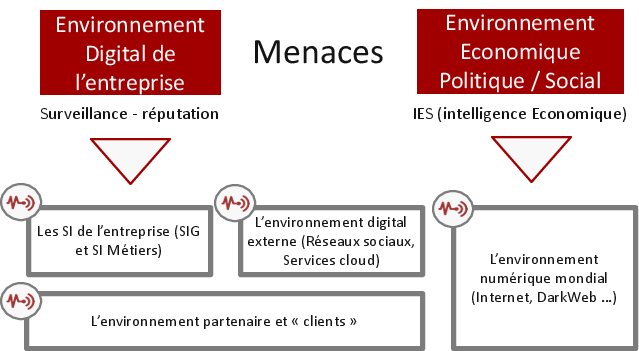 Environnement
Digital de
l'entreprise
Menaces
Environnement
Economique
Politique / Social
Surveillance - réputation
IES (intelligence Economique)
Les SI de l'entreprise (SIG
et SI Métiers)
L'environnement digital
externe (Réseaux sociaux,
Services cloud)
L'environnement
numérique mondial
(Internet, DarkWeb ...)
L'environnement partenaire et « clients »